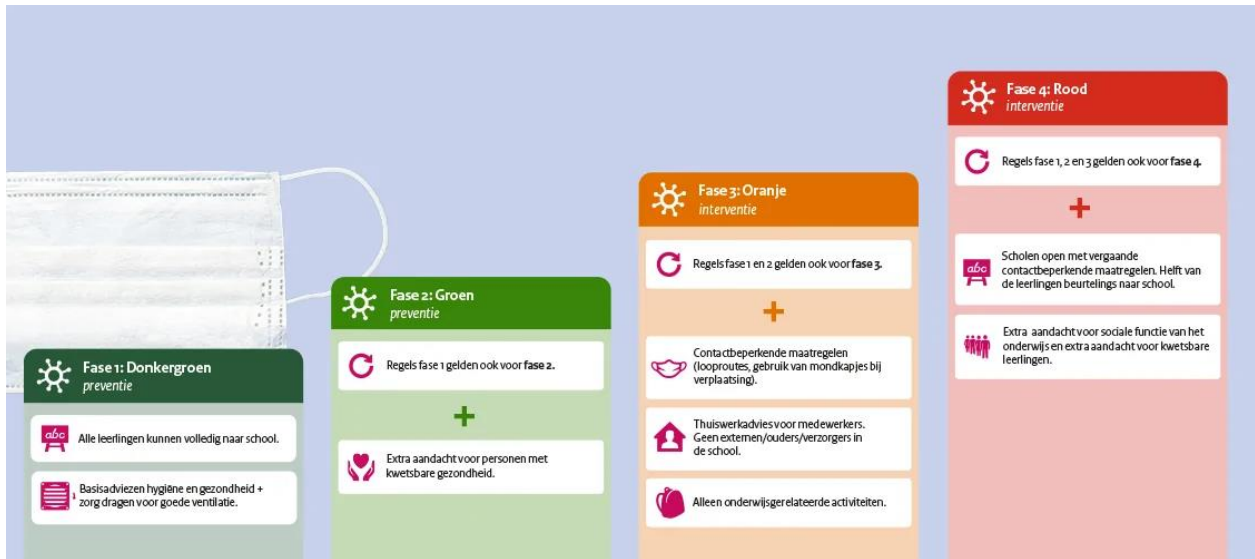 Fase 1: Donkergroen
preventie
abc
Alle leerlingen kunnen volledig naar school.
Basisadviezen hygiëne en gezondheid +
zorg dragen voor goede ventilatie.
Fase 2: Groen
preventie
Regels fase 1 gelden ook voor fase 2.
+
Extra aandacht voor personen met
kwetsbare gezondheid.
Fase 3: Oranje
interventie
Regels fase 1 en 2 gelden ook voor fase 3.
+
Contactbeperkende maatregelen
(looproutes, gebruik van mondkapjes bij
verplaatsing).
Thuiswerkadvies voor medewerkers.
Geen externen/ouders/verzorgers in
de school.
Alleen onderwijsgerelateerde activiteiten.
Fase 4: Rood
interventie
Regels fase 1, 2 en 3 gelden ook voor fase 4.
+
abc
Scholen open met vergaande
contactbeperkende maatregelen. Helft van
de leerlingen beurtelings naar school.
Extra aandacht voor sociale functie van het
onderwijs en extra aandacht voor kwetsbare
leerlingen.